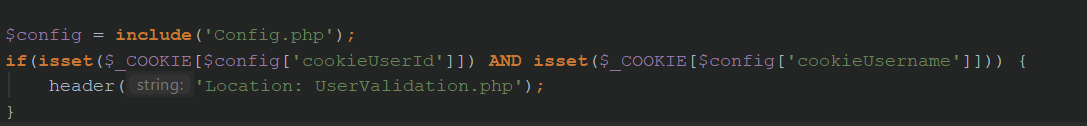 $config = include('Config.php');
if(isset($_COOKIE[$config['cookieUserId']]) AND isset($_COOKIE[$config['cookieUsername']])) {
header( string: 'Location: UserValidation.php');
}